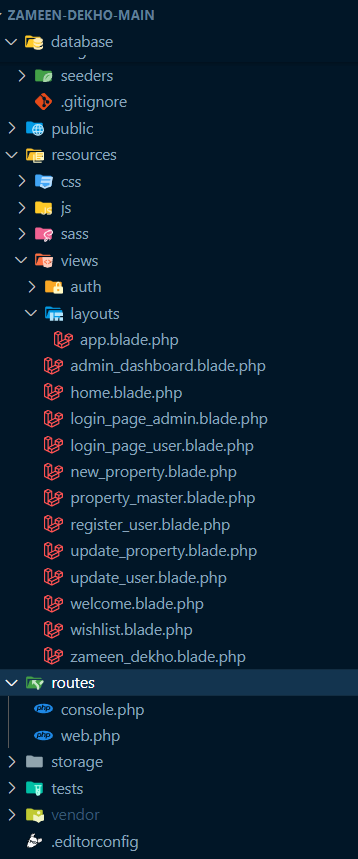 ZAMEEN-DEKHO-MAIN
database
seeders
.gitignore
public
resources
css
js
sass
views
auth
layouts
app.blade.php
admin_dashboard.blade.php
home.blade.php
login_page_admin.blade.php
login_page_user.blade.php
new_property.blade.php
property_master.blade.php
register_user.blade.php
update_property.blade.php
update_user.blade.php
welcome.blade.php
wishlist.blade.php
zameen_dekho.blade.php
routes
php console.php
php web.php
storage
tests
vendor
.editorconfig